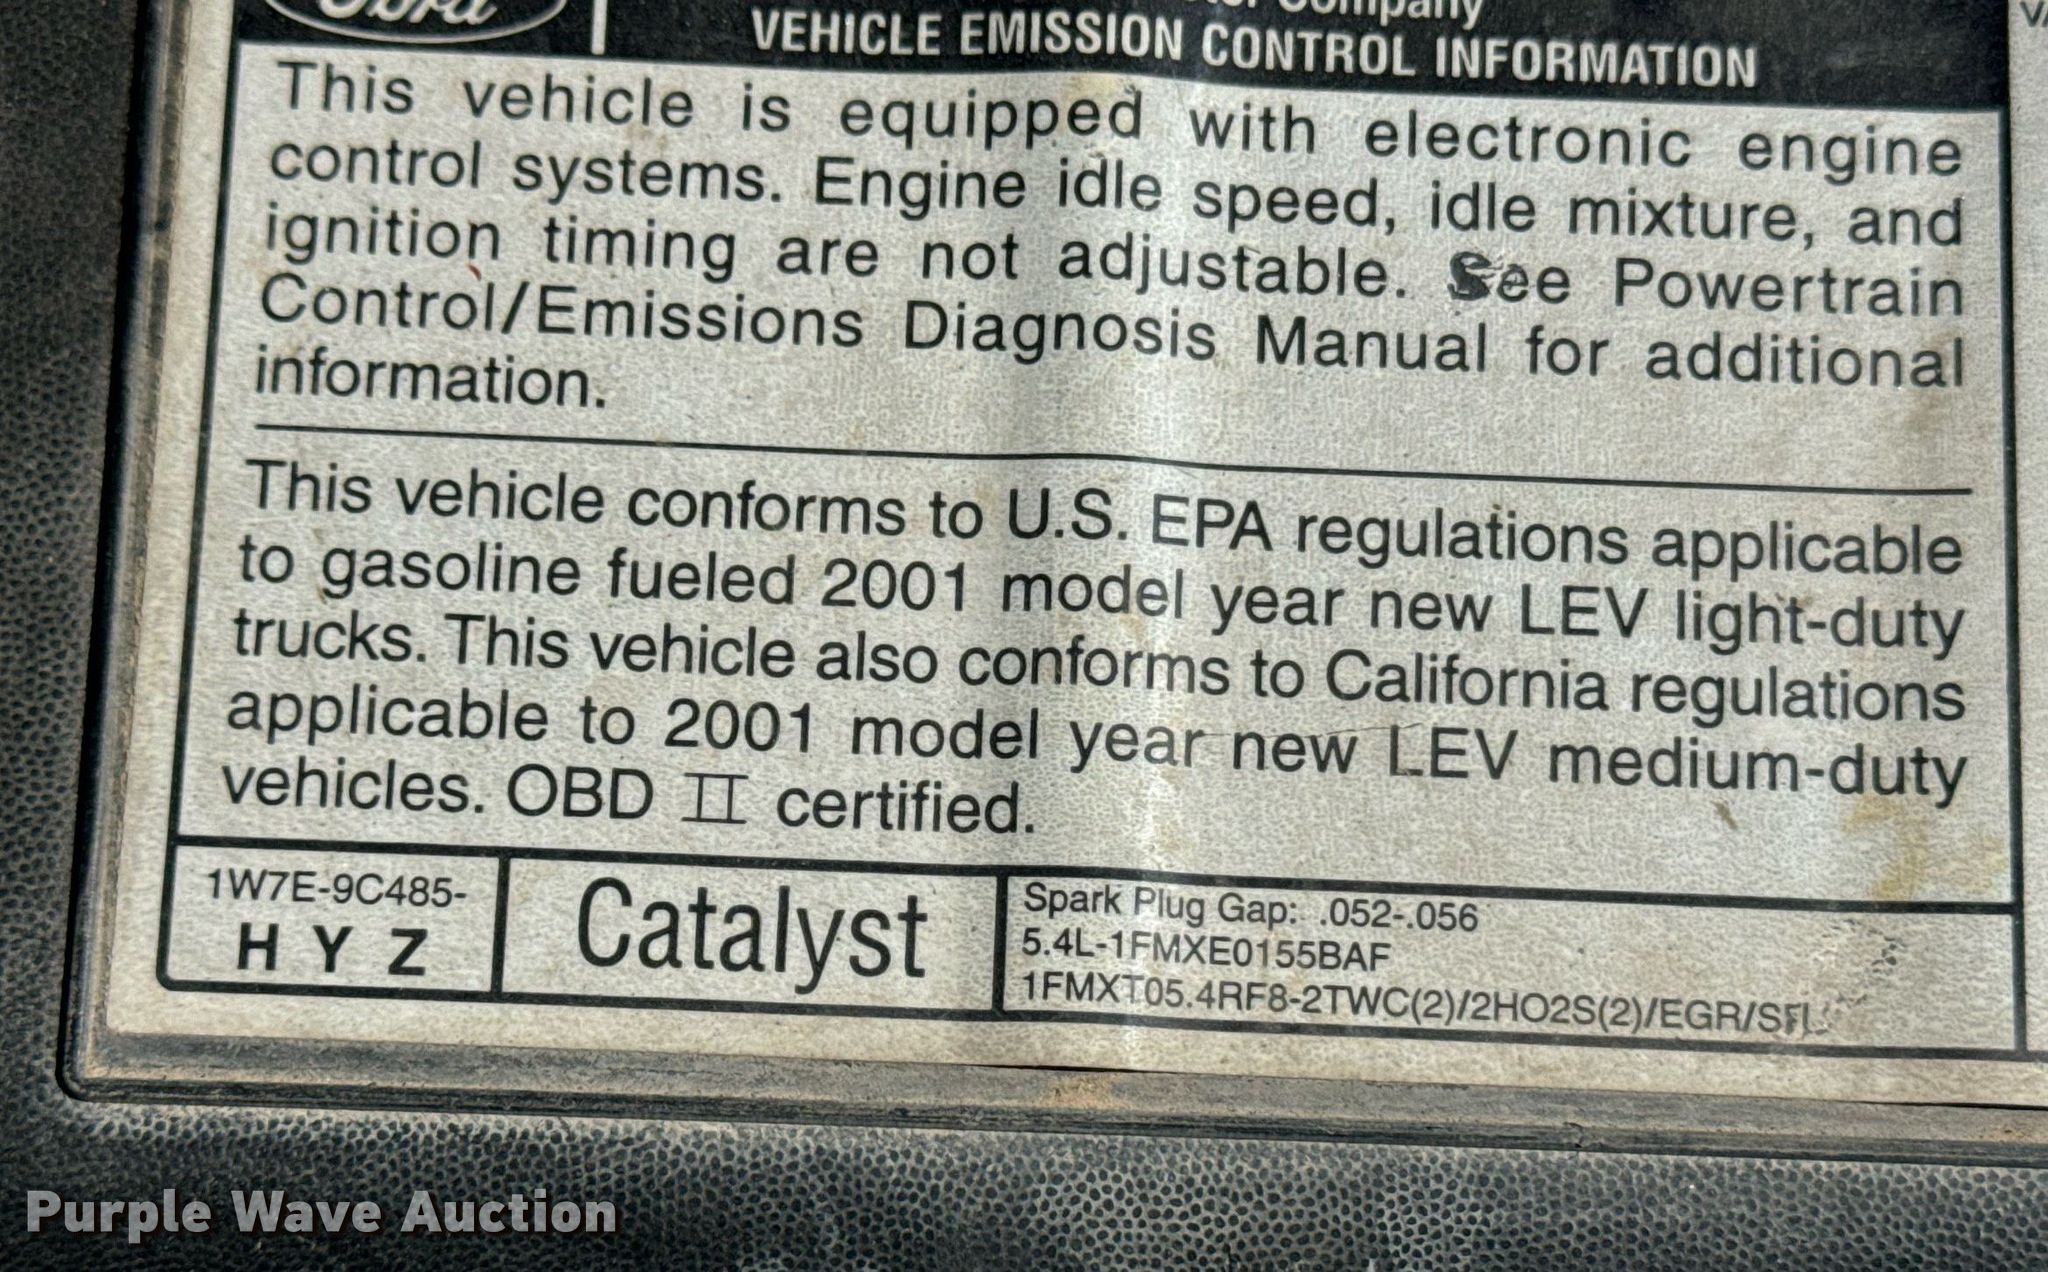 Ford
Company
VEHICLE EMISSION CONTROL INFORMATION
This vehicle is equipped with electronic engine
control systems. Engine idle speed, idle mixture, and
ignition timing are not adjustable. See Powertrain
Control/Emissions Diagnosis Manual for additional
information.
This vehicle conforms to U.S. EPA regulations applicable
to gasoline fueled 2001 model year new LEV light-duty
trucks. This vehicle also conforms to California regulations
applicable to 2001 model year new LEV medium-duty
vehicles. OBD II certified.
1W7E-9C485-
H Y Z
Catalyst
Spark Plug Gap: .052-.056
5.4L-1FMXE0155BAF
1FMXT05.4RF8-2TWC(2)/2HO2S(2)/EGR/SFI
Purple Wave Auction